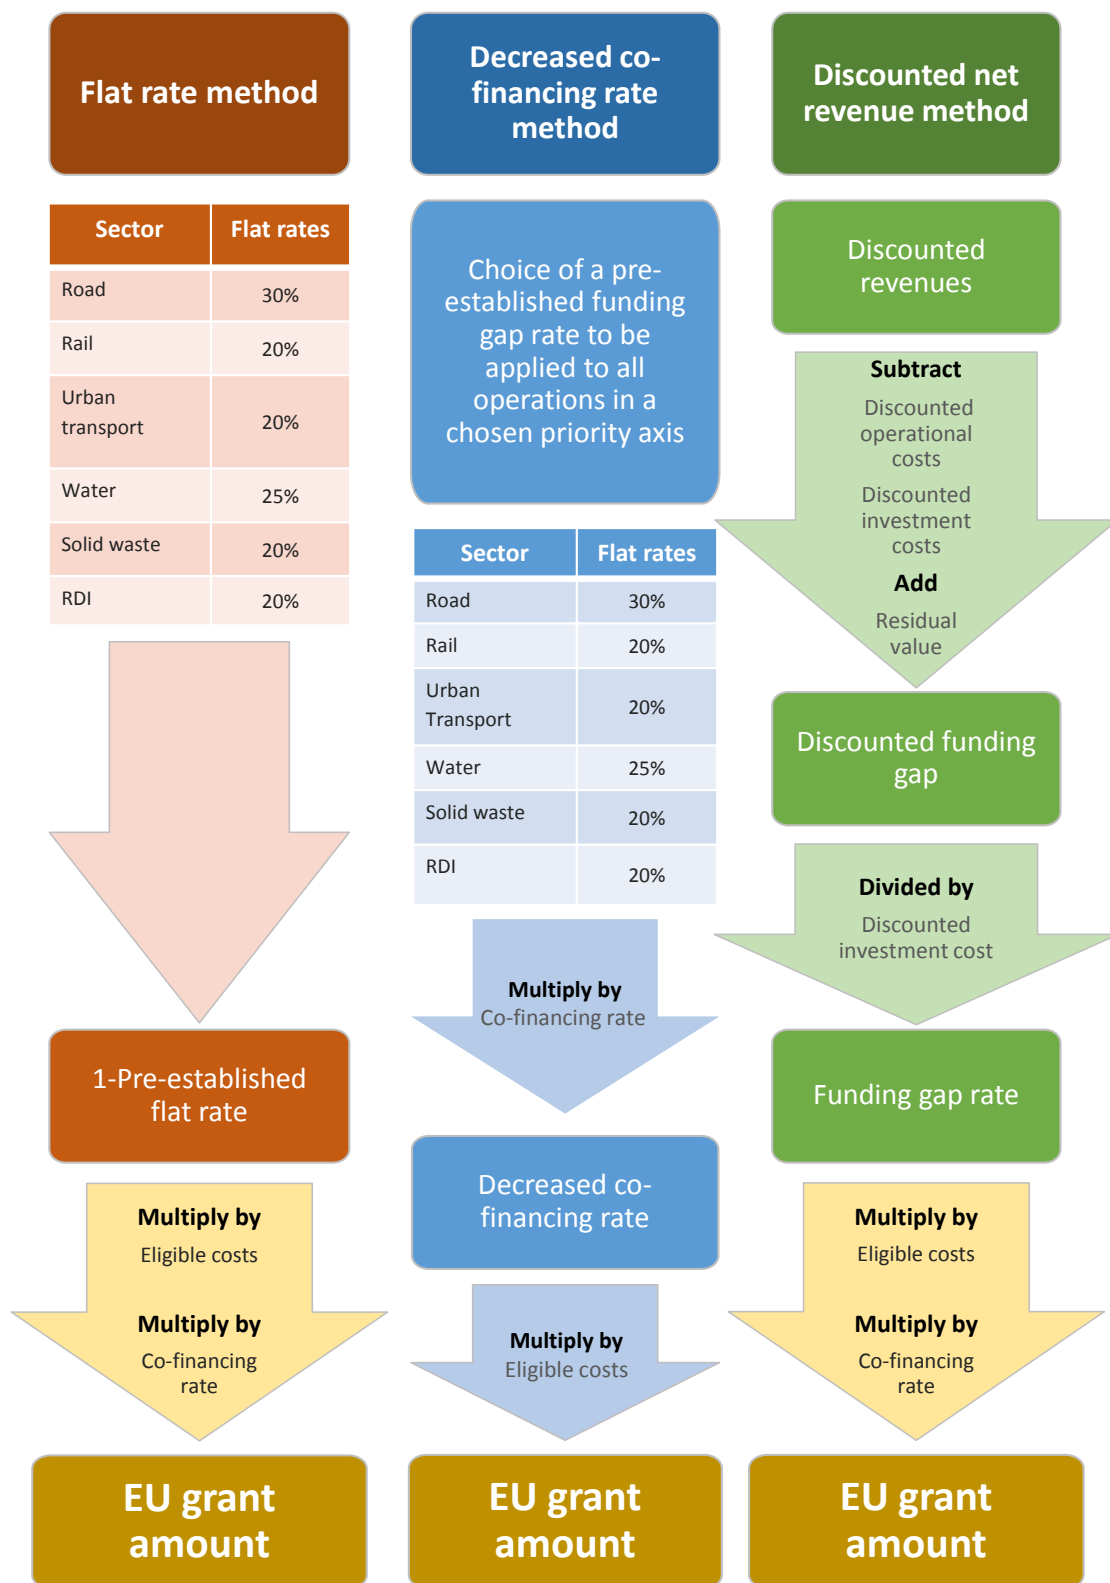 Flat rate method
Sector Flat rates
Road 30%
Rail 20%
Urban
transport 20%
Water 25%
Solid waste 20%
RDI 20%
1-Pre-established
flat rate
Multiply by
Eligible costs
Multiply by
Co-financing
rate
EU grant
amount
Decreased co-
financing rate
method
Choice of a pre-
established funding
gap rate to be
applied to all
operations in a
chosen priority axis
Sector Flat rates
Road 30%
Rail 20%
Urban
Transport 20%
Water 25%
Solid waste 20%
RDI 20%
Multiply by
Co-financing rate
Decreased co-
financing rate
Multiply by
Eligible costs
EU grant
amount
Discounted net
revenue method
Discounted
revenues
Subtract
Discounted
operational
costs
Discounted
investment
costs
Add
Residual
value
Discounted funding
gap
Divided by
Discounted
investment cost
Funding gap rate
Multiply by
Eligible costs
Multiply by
Co-financing
rate
EU grant
amount